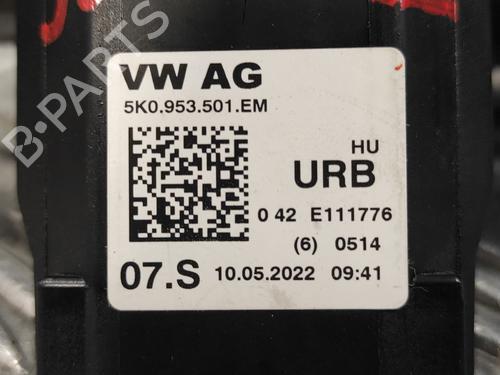 VW AG
5K0.953.501.EM
HU
URB
0 42 E111776
(6) 0514
07.S 10.05.2022 09:41
B-PARTS